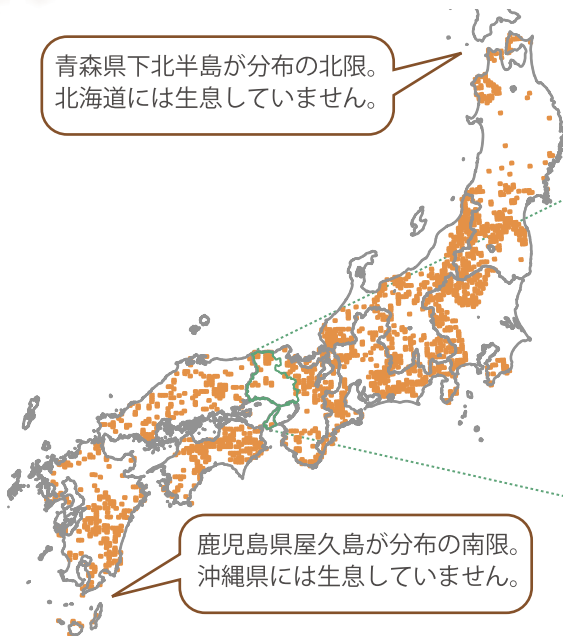 青森県下北半島が分布の北限。
北海道には生息していません。
鹿児島県屋久島が分布の南限。
沖縄県には生息していません。